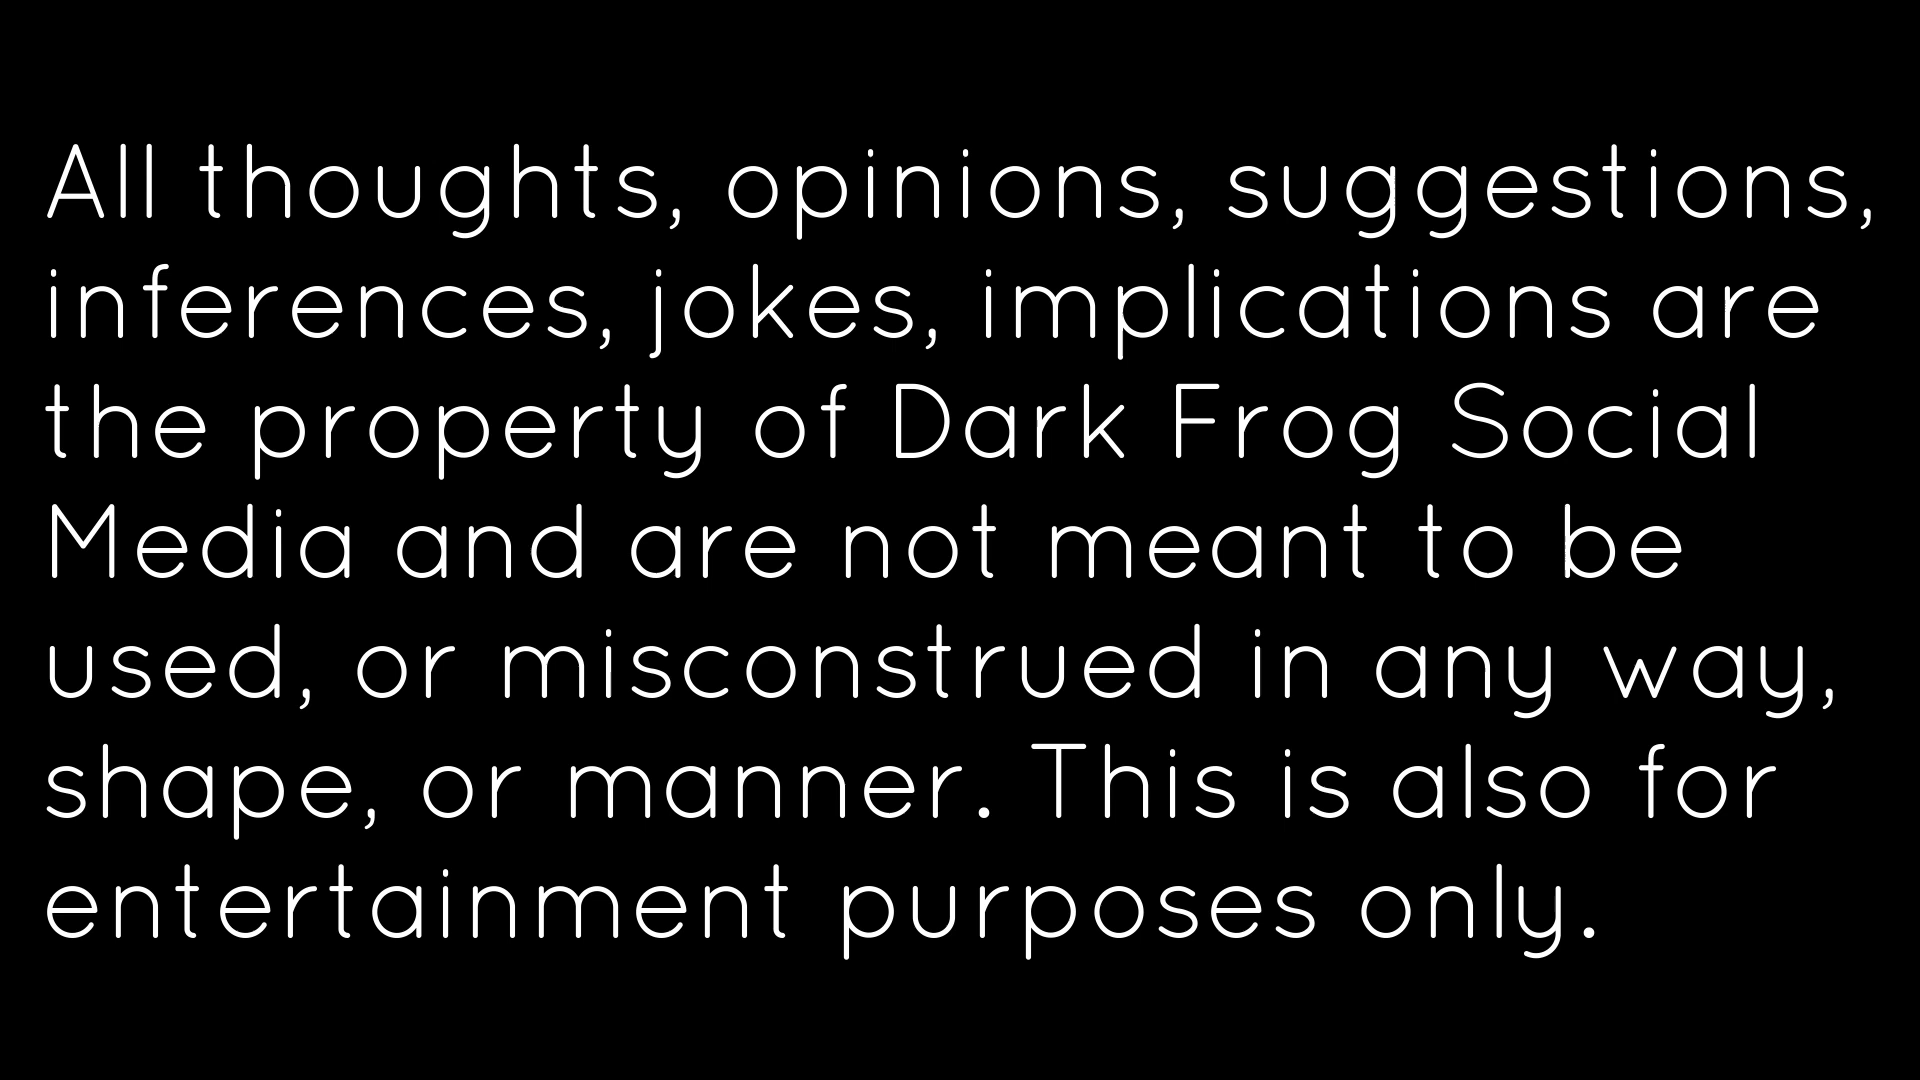 All thoughts, opinions, suggestions,
inferences, jokes, implications are
the property of Dark Frog Social
Media and are not meant to be
used, or misconstrued in any way,
shape, or manner. This is also for
entertainment purposes only.